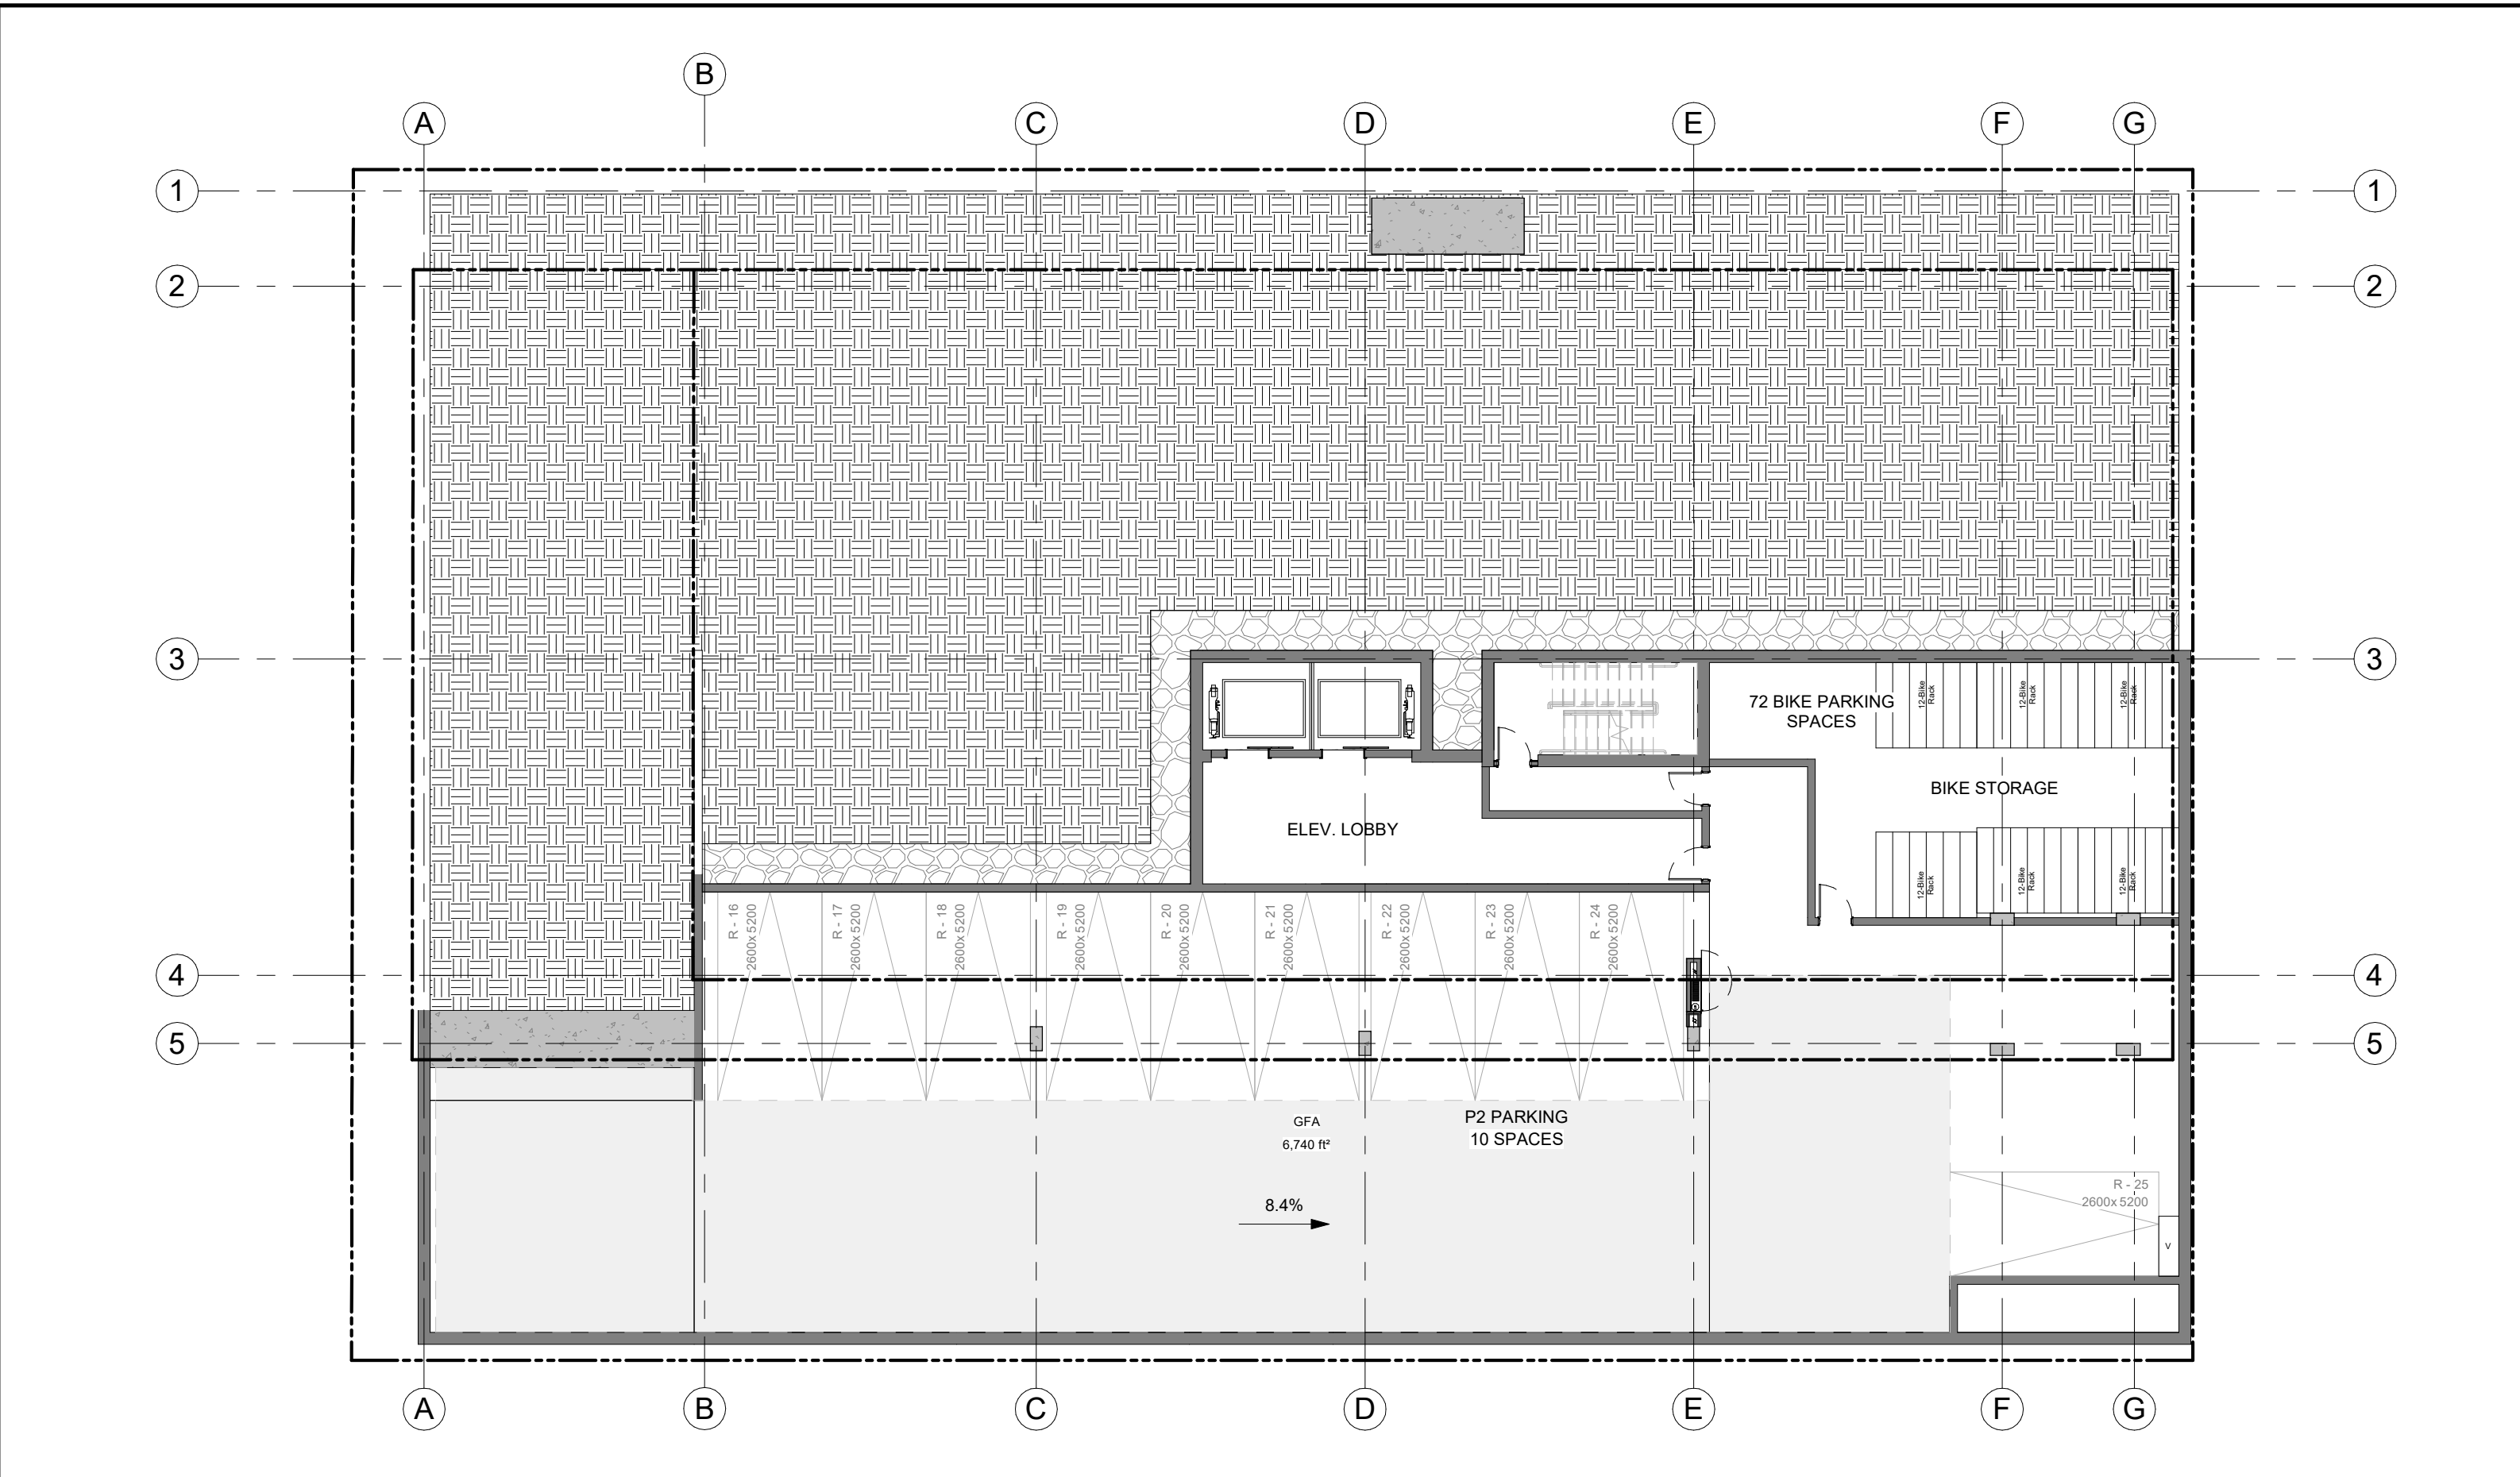 B
A
C
D
E
F
G
1
1
2
2
3
3
72 BIKE PARKING
SPACES
12-Bike
Rack
12-Bike
Rack
12-Bike
Rack
BIKE STORAGE
ELEV. LOBBY
12-Bike
Rack
12-Bike
Rack
12-Bike
Rack
R - 16
2600x5200
R - 17
2600x5200
R - 18
2600x5200
R - 19
2600x5200
R - 20
2600x5200
R - 21
2600x5200
R - 22
2600x5200
R - 23
2600x5200
R - 24
2600x5200
4
4
5
5
GFA
6,740 ft²
P2 PARKING
10 SPACES
R - 25
2600x5200
8.4%
V
A
B
C
D
E
F
G